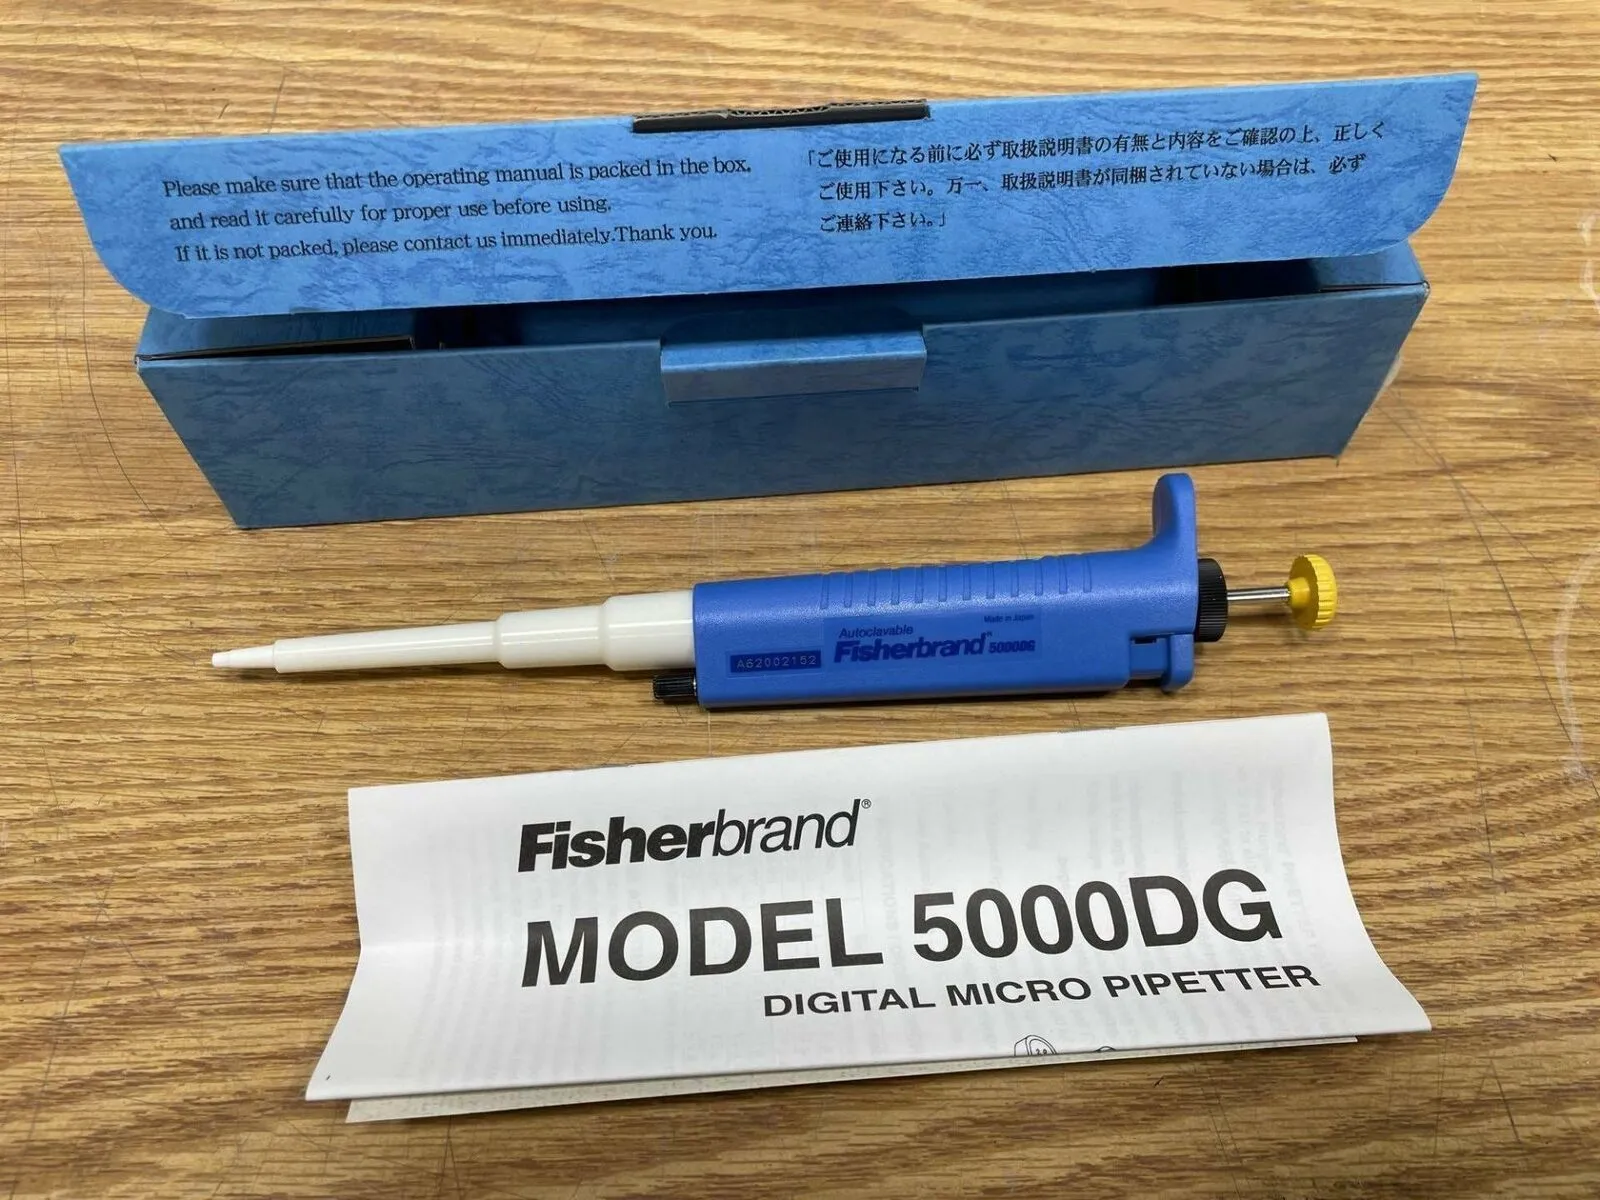 Please make sure that the operating manual is packed in the box.
and read it carefully for proper use before using.
If it is not packed, please contact us immediately.Thank you.
「ご使用になる前に必ず取扱説明書の有無と内容をご確認の上、正しく
ご使用下さい。万一、取扱説明書が同梱されていない場合は、必ず
ご連絡下さい。」
Made in Japan
Autoclavable
Fisherbrand® 5000DG
A62002152
Fisherbrand®
MODEL 5000DG
DIGITAL MICRO PIPETTER